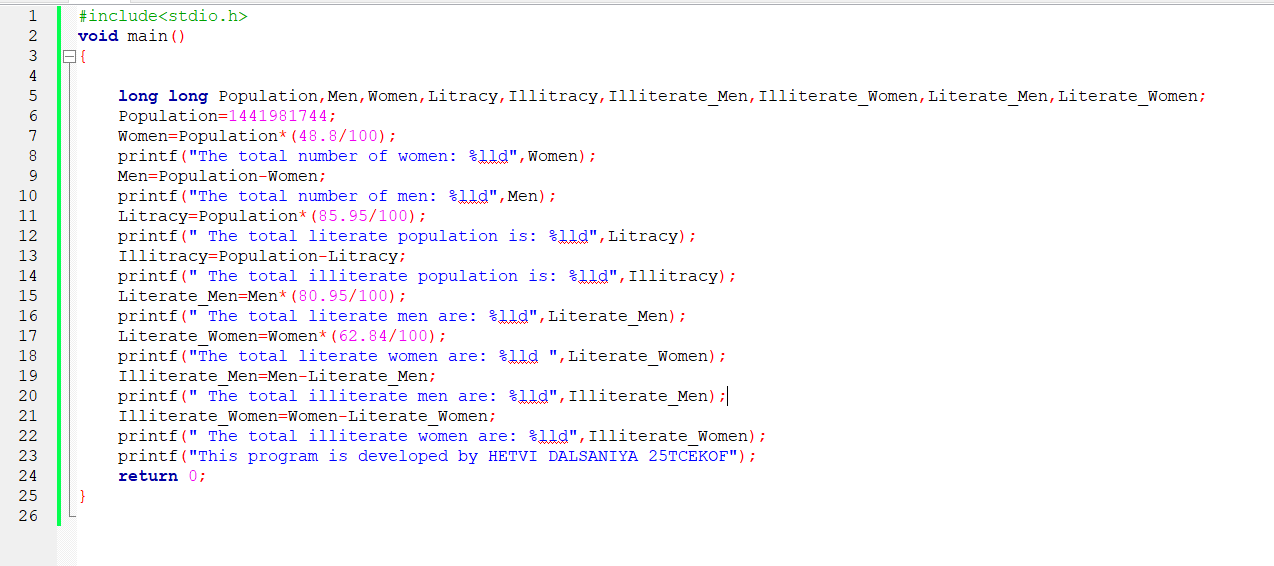 1 #include<stdio.h>
2 void main()
3 {
4
5 long long Population,Men,Women,Litracy,Illitracy,Illiterate_Men,Illiterate_Women,Literate_Men,Literate_Women;
6 Population=1441981744;
7 Women=Population*(48.8/100);
8 printf("The total number of women: %lld",Women);
9 Men=Population-Women;
10 printf("The total number of men: %lld",Men);
11 Litracy=Population*(85.95/100);
12 printf(" The total literate population is: %lld",Litracy);
13 Illitracy=Population-Litracy;
14 printf(" The total illiterate population is: %lld",Illitracy);
15 Literate_Men=Men*(80.95/100);
16 printf(" The total literate men are: %lld",Literate_Men);
17 Literate_Women=Women*(62.84/100);
18 printf("The total literate women are: %lld ",Literate_Women);
19 Illiterate_Men=Men-Literate_Men;
20 printf(" The total illiterate men are: %lld",Illiterate_Men);
21 Illiterate_Women=Women-Literate_Women;
22 printf(" The total illiterate women are: %lld",Illiterate_Women);
23 printf("This program is developed by HETVI DALSANIYA 25TCEKOF");
24 return 0;
25 }
26